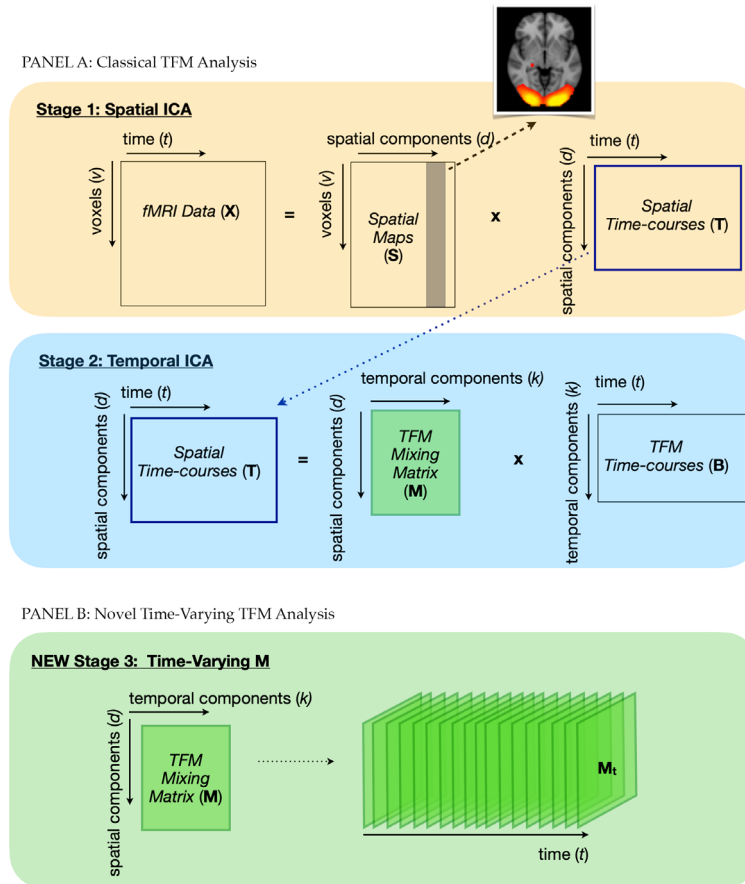 PANEL A: Classical TFM Analysis
Stage 1: Spatial ICA
time (t)
voxels (v)
fMRI Data (X)
=
spatial components (d)
voxels (v)
Spatial
Maps
(S)
x
time (t)
spatial components (d)
Spatial
Time-courses (T)
Stage 2: Temporal ICA
time (t)
spatial components (d)
Spatial
Time-courses (T)
=
temporal components (k)
spatial components (d)
TFM
Mixing
Matrix
(M)
x
time (t)
temporal components (k)
TFM
Time-courses (B)
PANEL B: Novel Time-Varying TFM Analysis
NEW Stage 3: Time-Varying M
temporal components (k)
spatial components (d)
TFM
Mixing
Matrix (M)
Mt
time (t)